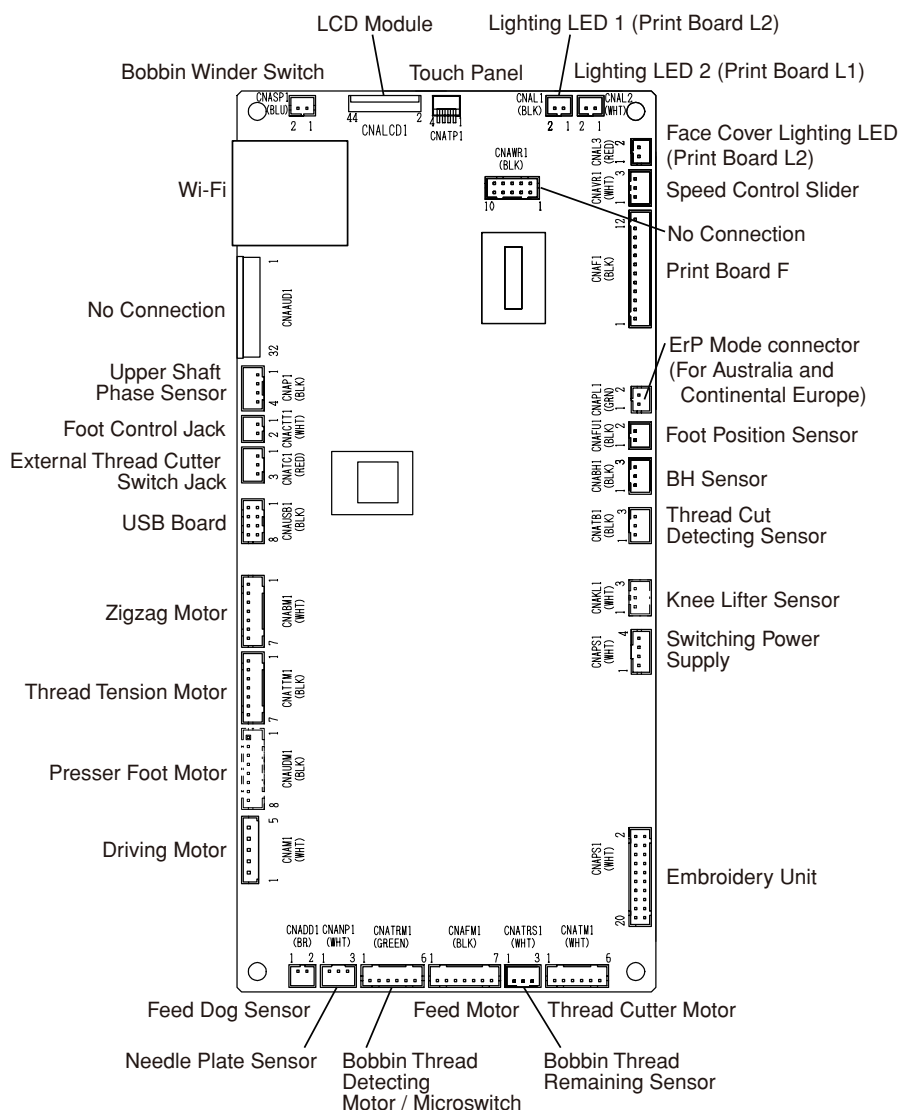 LCD Module
Lighting LED 1 (Print Board L2)
Bobbin Winder Switch
Touch Panel
Lighting LED 2 (Print Board L1)
CNASP1
(BLU)
2 1
44 2
CNALCD1
4 1
CNATP1
CNAL1
(BLK)
2 1
CNAL2
(WHT)
2 1
CNAL3
(RED)
1 2
Face Cover Lighting LED
(Print Board L2)
CNAWR1
(BLK)
10 1
CNAVR1
(WHT)
1 3
Speed Control Slider
Wi-Fi
No Connection
CNAF1
(BLK)
1 12
Print Board F
No Connection
CNAAUD1
1 32
ErP Mode connector
(For Australia and
Continental Europe)
CNAPL1
(GRN)
1 2
Upper Shaft
Phase Sensor
CNAP1
(BLK)
1 4
Foot Control Jack
CNACTT1
(WHT)
1 2
CNAFU1
(BLK)
1 2
Foot Position Sensor
External Thread Cutter
Switch Jack
CNATC1
(RED)
1 3
CNABH1
(BLK)
1 3
BH Sensor
USB Board
CNAUSB1
(BLK)
1 8
CNATB1
(BLK)
1 3
Thread Cut
Detecting Sensor
Zigzag Motor
CNABM1
(WHT)
1 7
CNAKL1
(WHT)
1 3
Knee Lifter Sensor
CNAPS1
(WHT)
1 4
Switching Power
Supply
Thread Tension Motor
CNATTM1
(BLK)
1 7
Presser Foot Motor
CNAUDM1
(BLK)
1 8
Driving Motor
CNAM1
(WHT)
5 1
CNAPS1
(WHT)
2 20
Embroidery Unit
CNADD1
(BR)
1 2
CNANP1
(WHT)
1 3
CNATRM1
(GREEN)
1 6
CNAFM1
(BLK)
1 7
CNATRS1
(WHT)
1 3
CNATM1
(WHT)
1 6
Feed Dog Sensor
Feed Motor
Thread Cutter Motor
Needle Plate Sensor
Bobbin Thread
Detecting
Motor / Microswitch
Bobbin Thread
Remaining Sensor